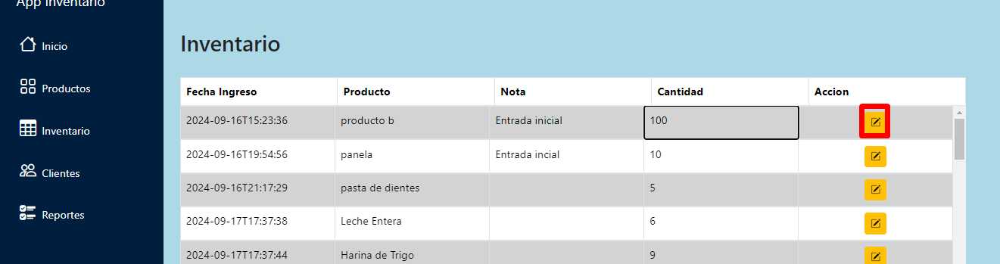 App Inventario
Inicio
Productos
Inventario
Clientes
Reportes
Inventario
Fecha Ingreso Producto Nota Cantidad Accion
2024-09-16T15:23:36 producto b Entrada inicial 100
2024-09-16T19:54:56 panela Entrada incial 10
2024-09-16T21:17:29 pasta de dientes 5
2024-09-17T17:37:38 Leche Entera 6
2024-09-17T17:37:44 Harina de Trigo 9